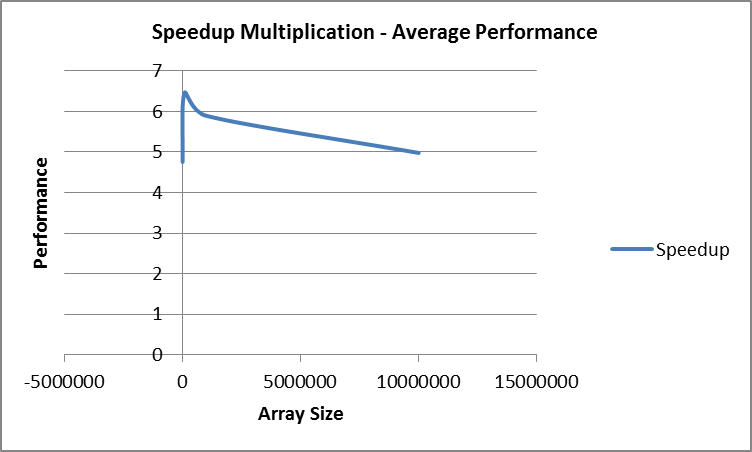 Speedup Multiplication - Average Performance
7
6
5
4
3
2
1
0
Performance
Speedup
-5000000 0 5000000 10000000 15000000
Array Size